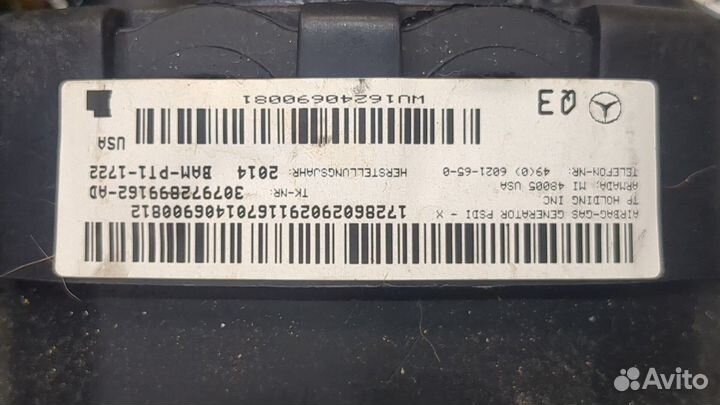 AIRBAG-GAS GENERATOR PSDI - X
TP HOLDING INC
ARMADA, MI 48005 USA
TELEFON-NR: 49(0) 6021-65-0
Q3
17286029029116701406900812
TK-NR: 307972899162-AD
HERSTELLUNGSJAHR: 2014 BAM-PT1-1722
USA
WU16240690081
Avito